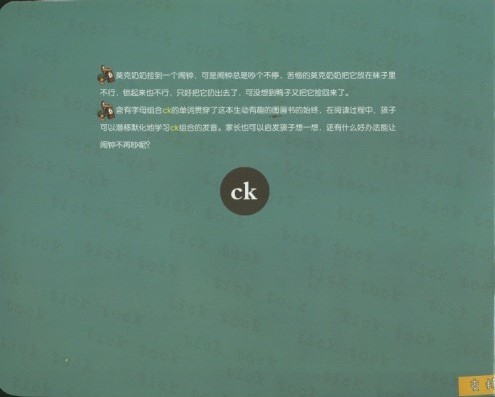 莫克奶奶捡到一个闹钟，可是闹钟总是吵个不停，苦恼的莫克奶奶把它放在袜子里
不行，锁起来也不行，只好把它扔出去了，可没想到鸭子又把它捡回来了。
含有字母组合ck的单词贯穿了这本生动有趣的图画书的始终，在阅读过程中，孩子
可以潜移默化地学习ck组合的发音。家长也可以启发孩子想一想，还有什么好办法能让
闹钟不再吵呢？
ck